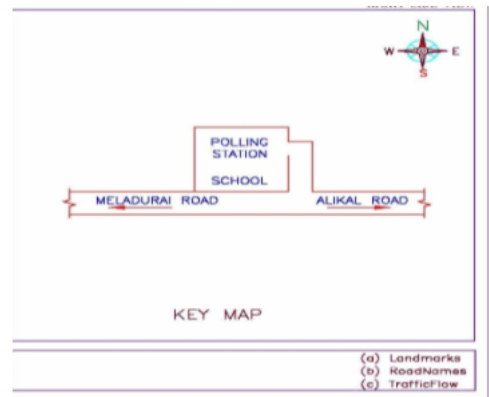 N
W E
S
POLLING
STATION
SCHOOL
MELADURAI ROAD
ALIKAL ROAD
KEY MAP
(a) Landmarks
(b) RoadNames
(c) TrafficFlow